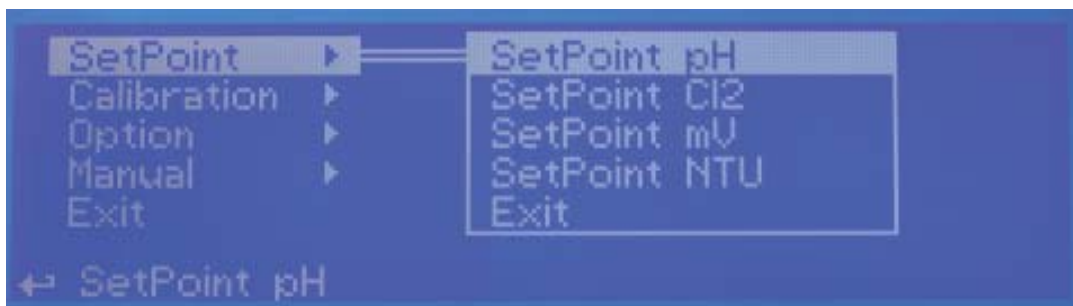 SetPoint
Calibration
Option
Manual
Exit
SetPoint pH
SetPoint Cl2
SetPoint mV
SetPoint NTU
Exit
SetPoint pH